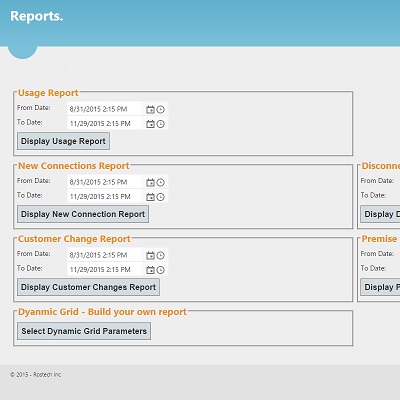 Reports.
Usage Report
From Date: 8/31/2015 2:15 PM
To Date: 11/29/2015 2:15 PM
Display Usage Report
New Connections Report
From Date: 8/31/2015 2:15 PM
To Date: 11/29/2015 2:15 PM
Display New Connection Report
Disconne
From Date:
To Date:
Display D
Customer Change Report
From Date: 8/31/2015 2:15 PM
To Date: 11/29/2015 2:15 PM
Display Customer Changes Report
Premise
From Date:
To Date:
Display P
Dyanmic Grid - Build your own report
Select Dynamic Grid Parameters
© 2015 - Rostech Inc